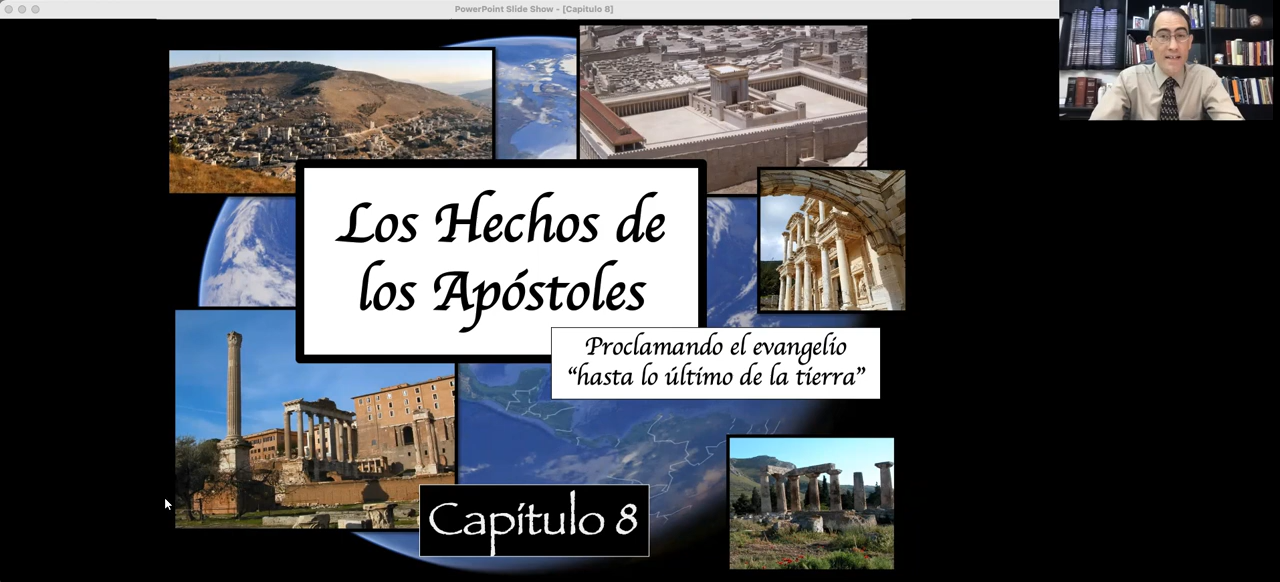 PowerPoint Slide Show - [Capitulo 8]
Los Hechos de
los Apóstoles
Proclamando el evangelio
“hasta lo último de la tierra”
Capítulo 8